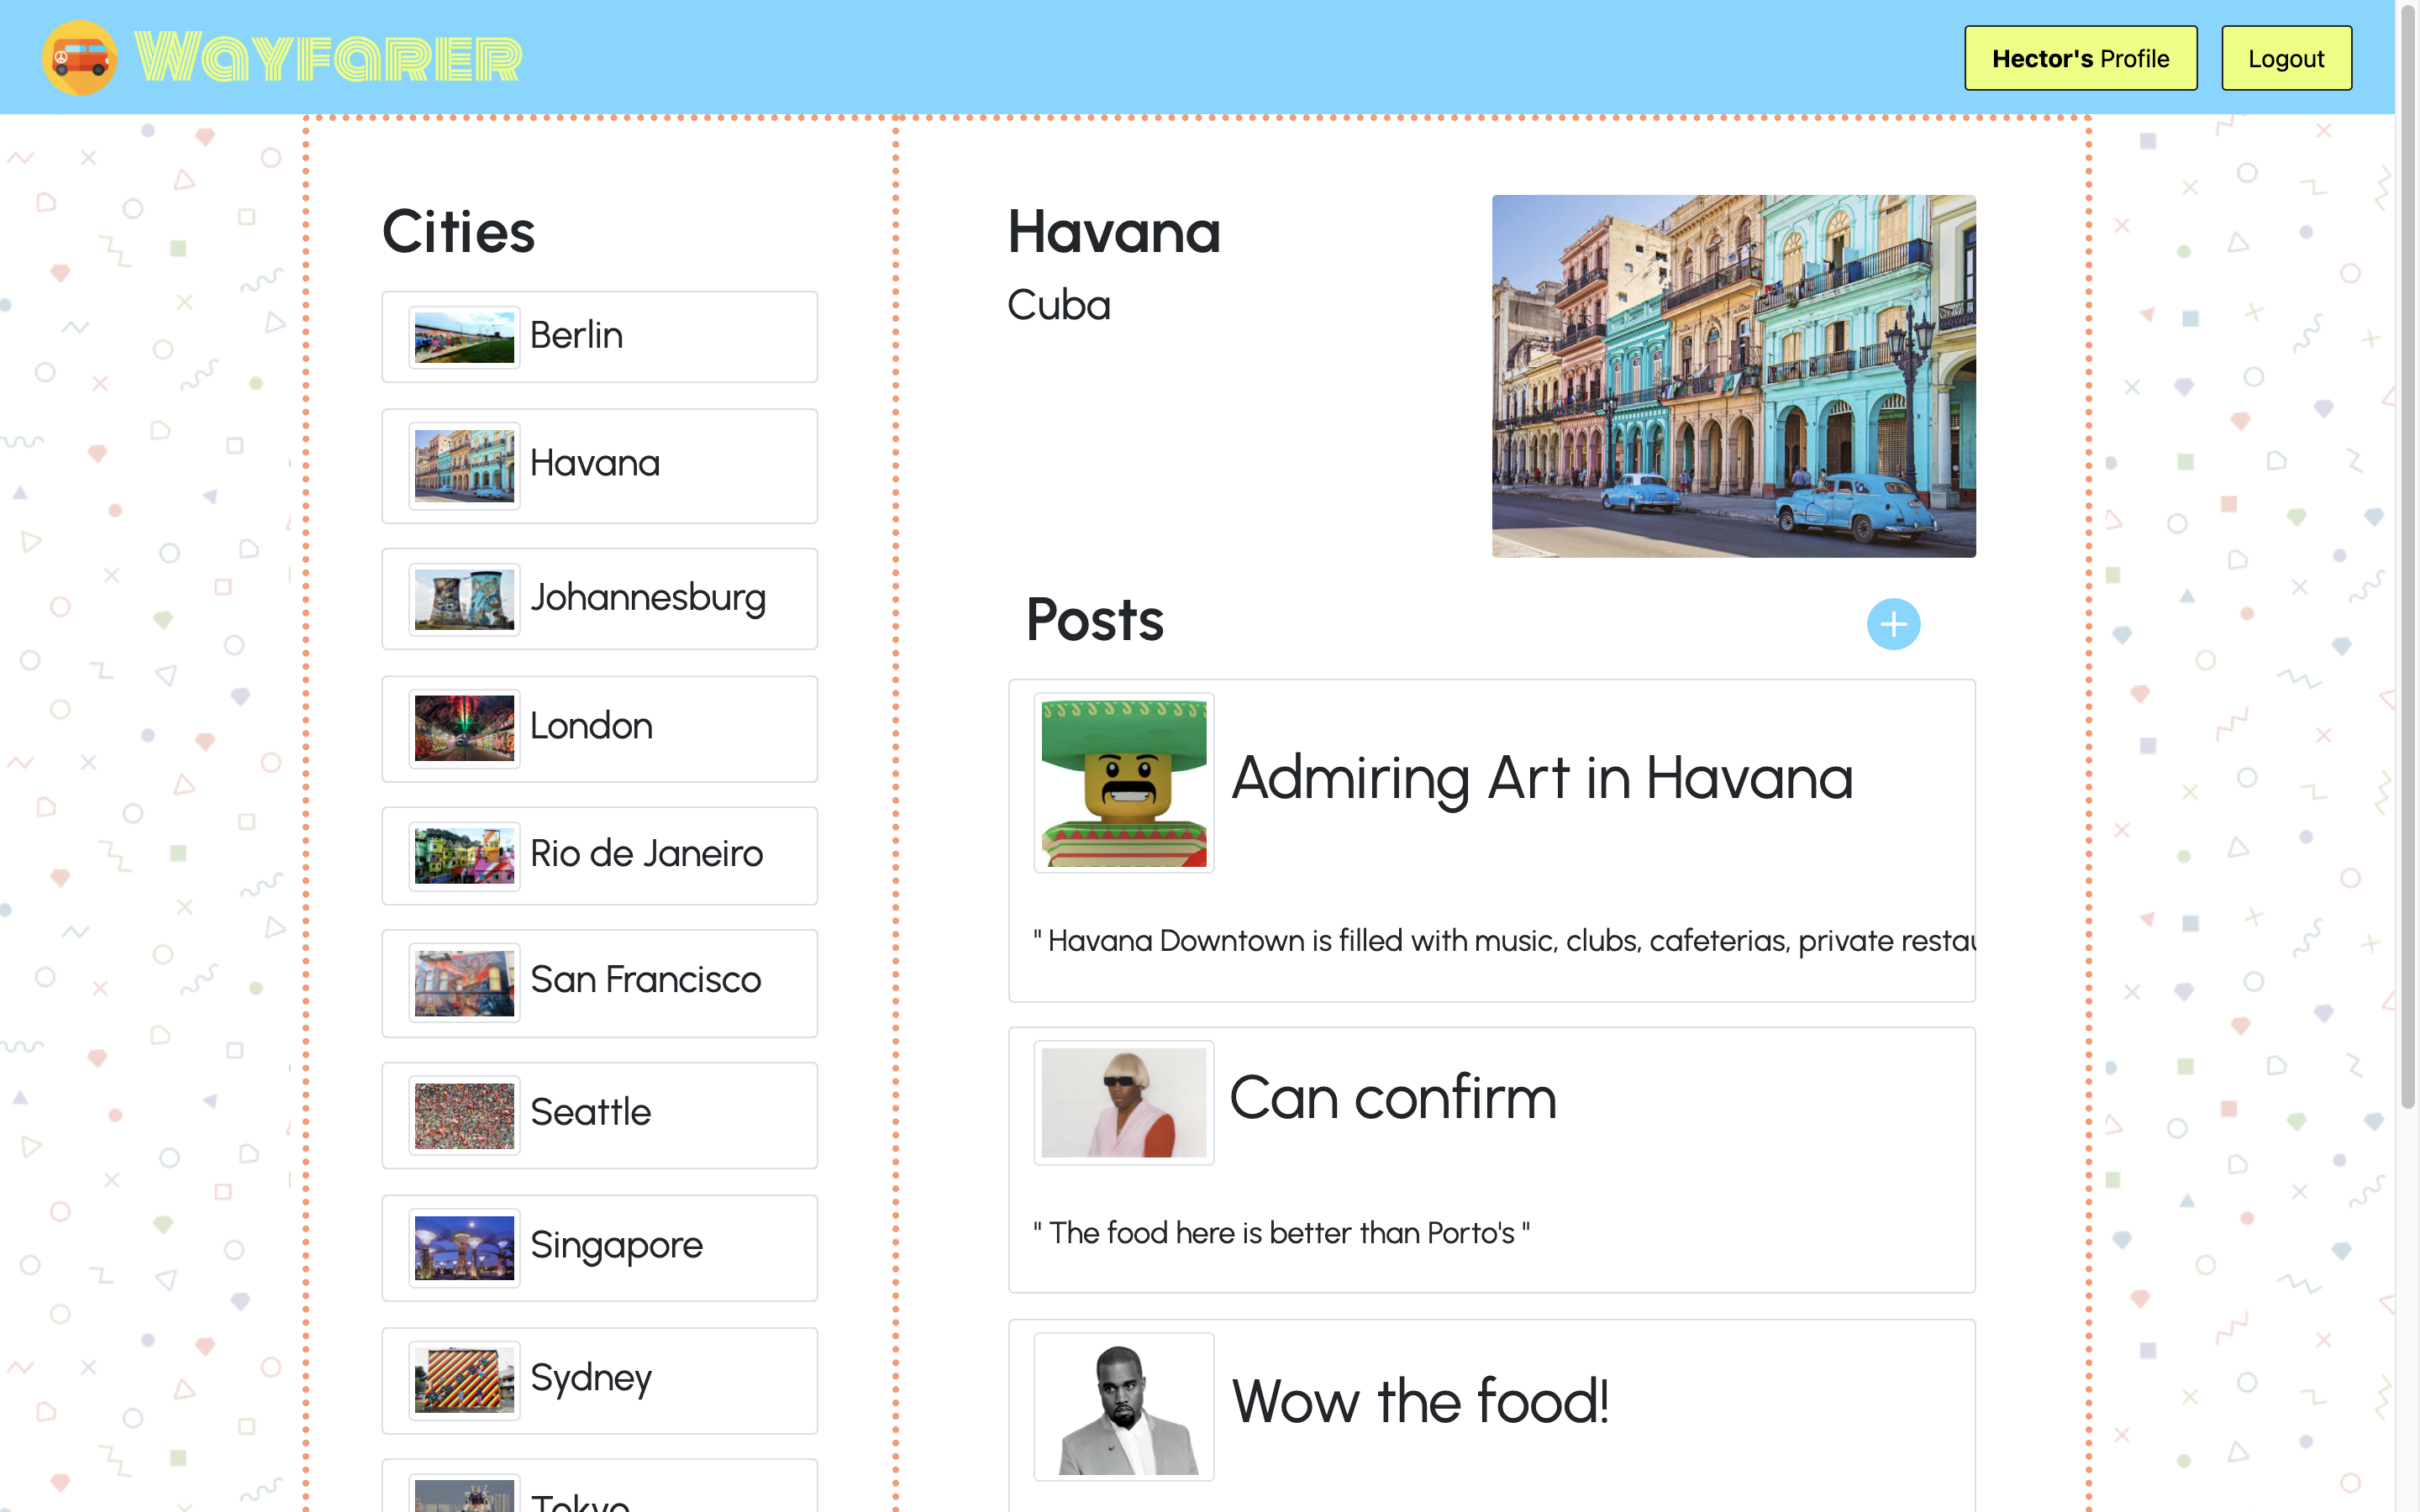 Wayfarer
Hector's Profile
Logout
Cities
Berlin
Havana
Johannesburg
London
Rio de Janeiro
San Francisco
Seattle
Singapore
Sydney
Tokyo
Havana
Cuba
Posts
Admiring Art in Havana
" Havana Downtown is filled with music, clubs, cafeterias, private restau
Can confirm
" The food here is better than Porto's "
Wow the food!